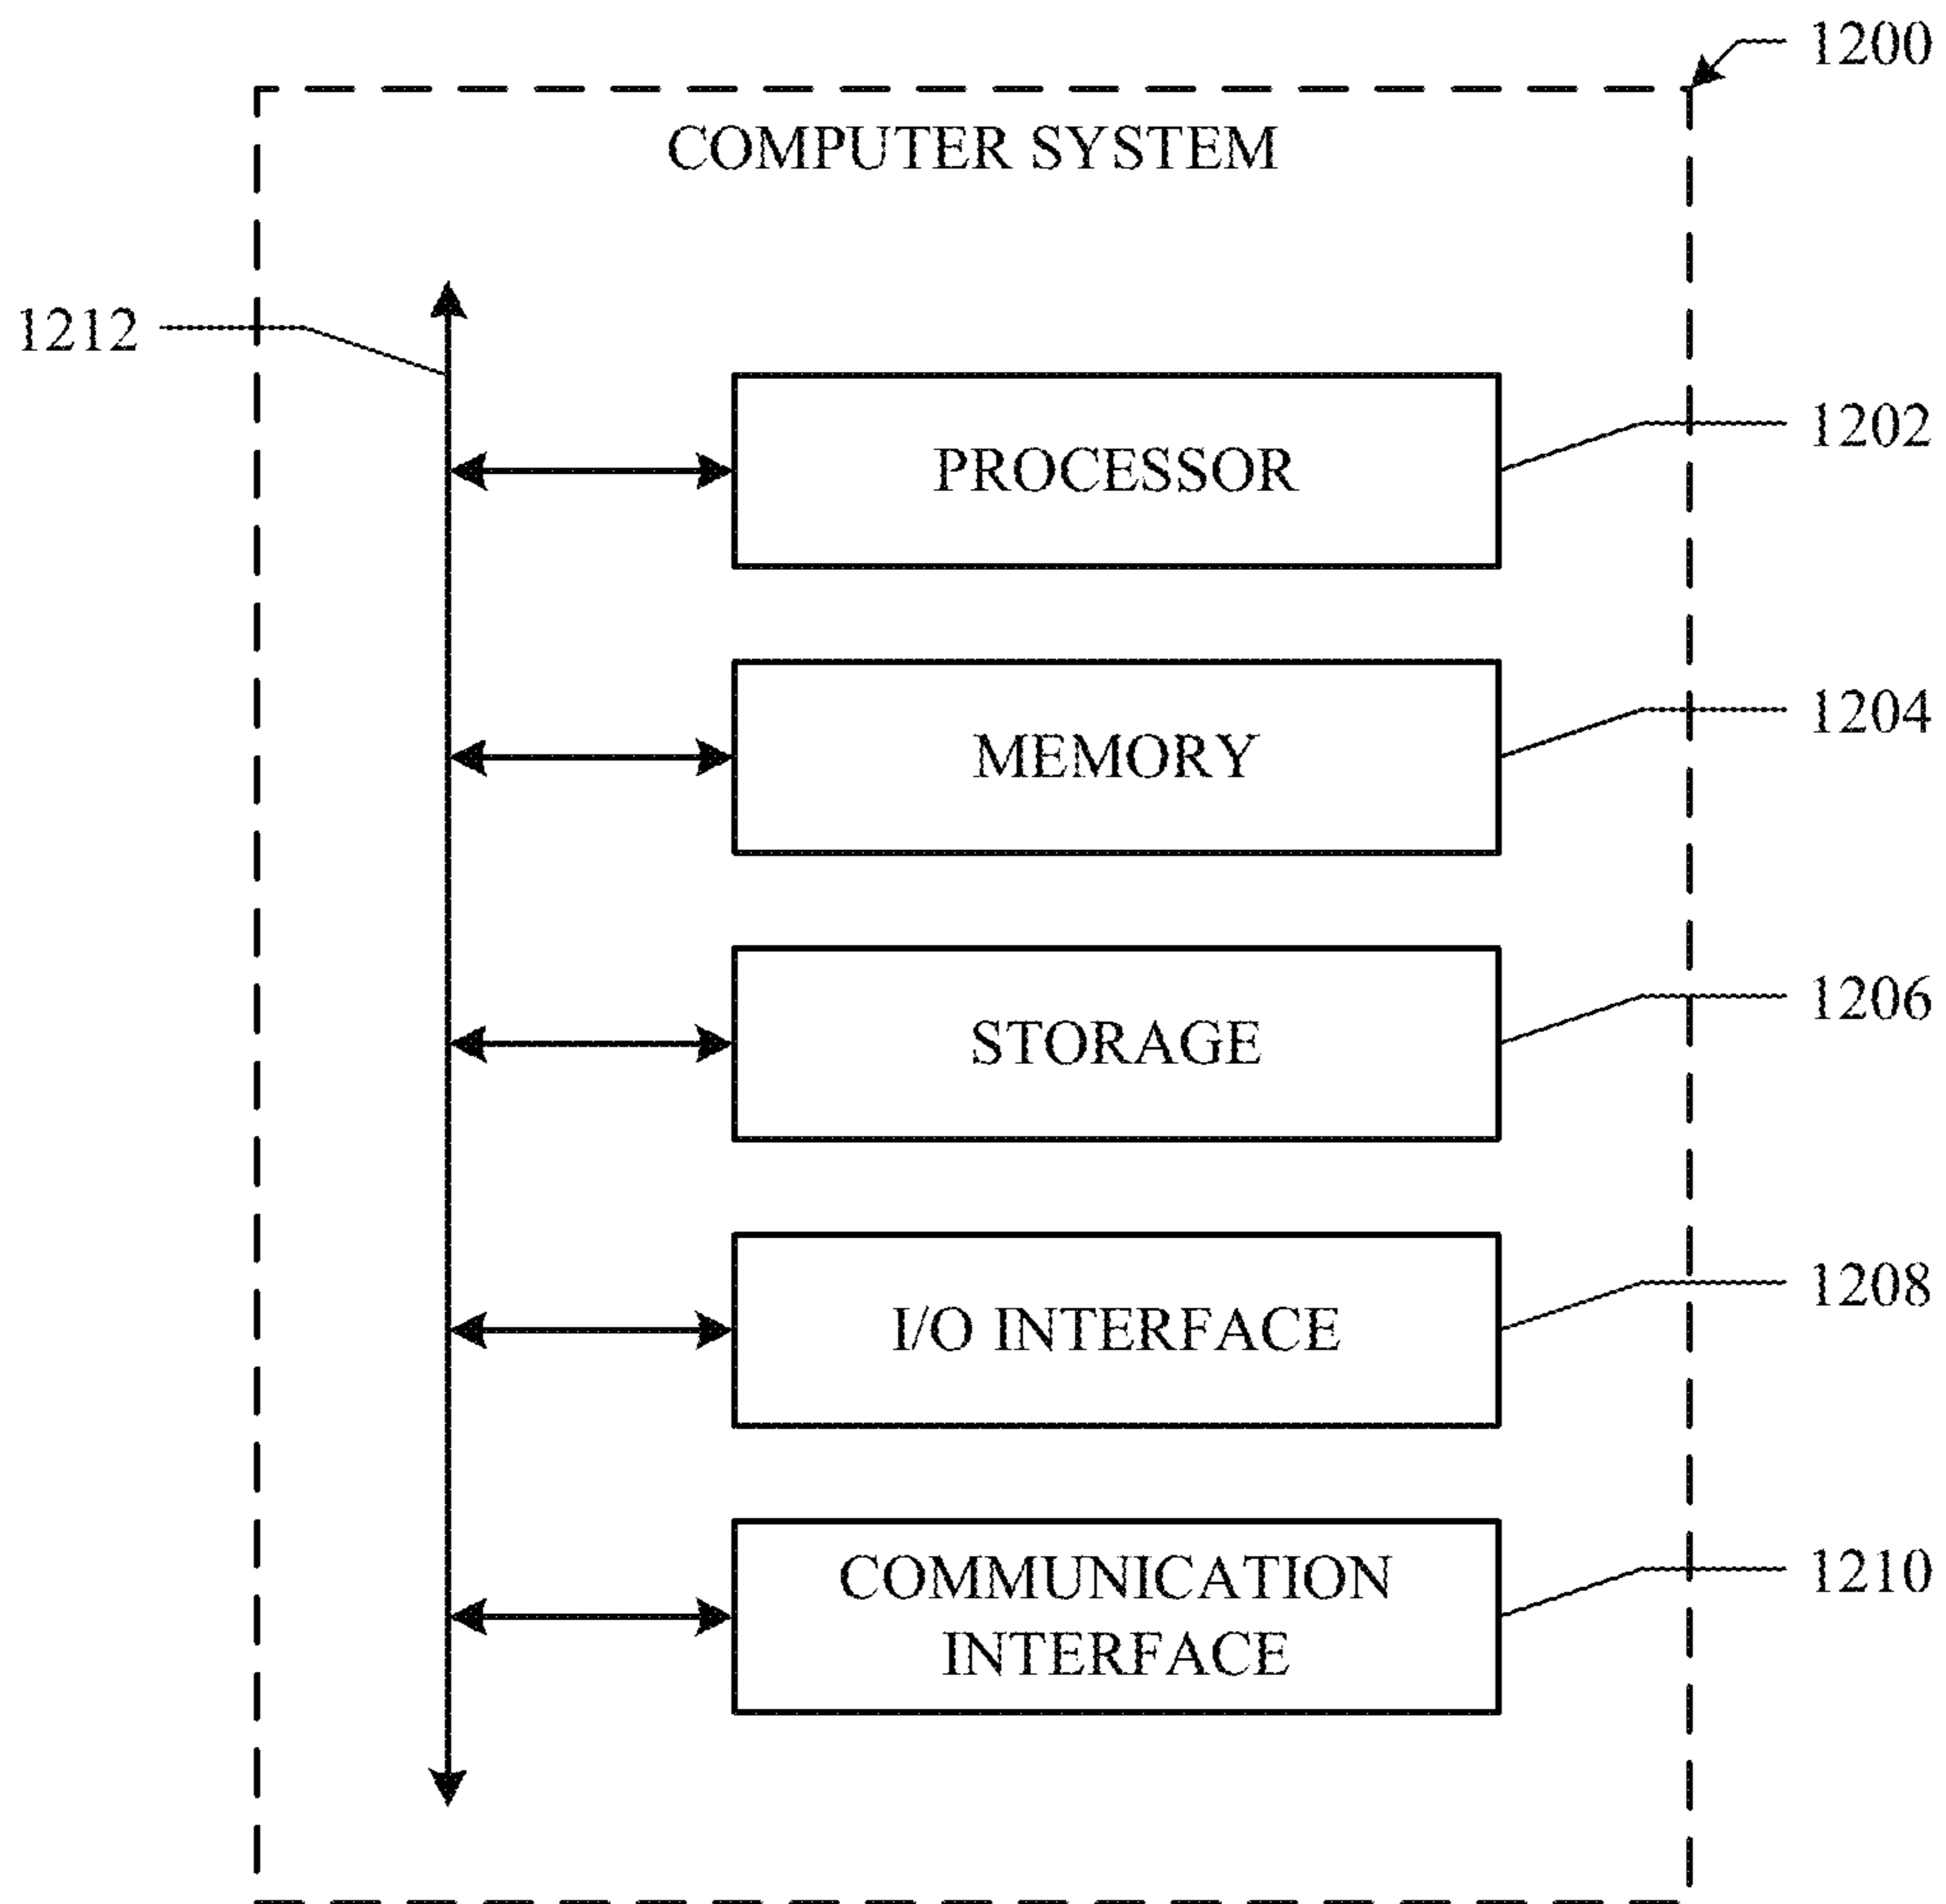 1200
COMPUTER SYSTEM
1212
PROCESSOR
1202
MEMORY
1204
STORAGE
1206
I/O INTERFACE
1208
COMMUNICATION
INTERFACE
1210